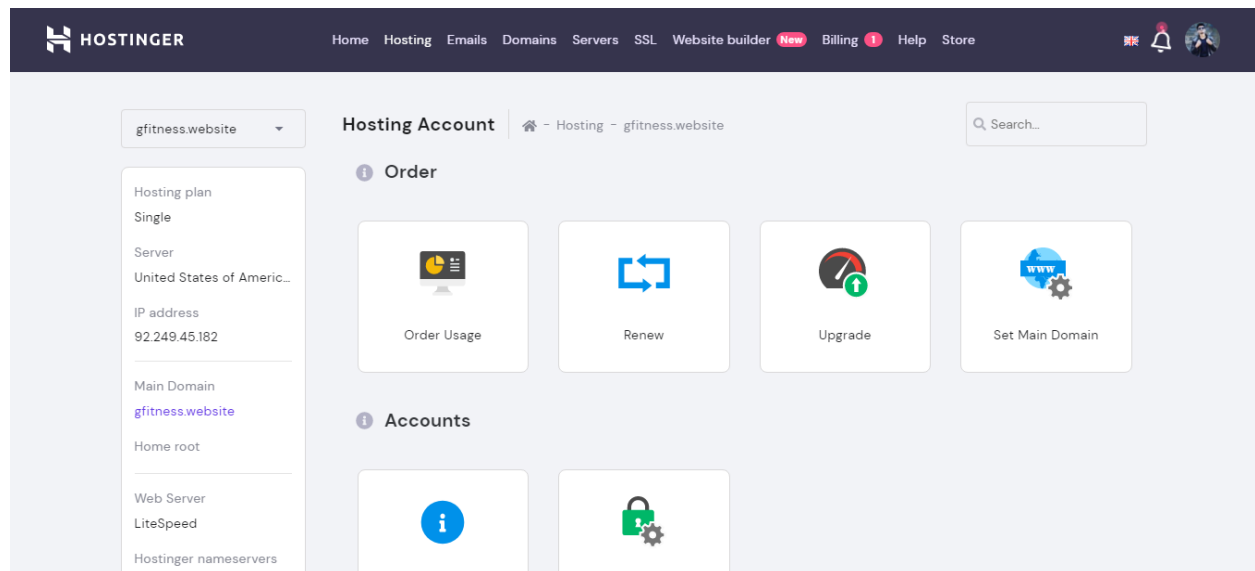 HOSTINGER
Home Hosting Emails Domains Servers SSL Website builder New Billing 1 Help Store
gfitness.website
Hosting Account - Hosting - gfitness.website
Search...
Order
Hosting plan
Single
Server
United States of Americ...
IP address
92.249.45.182
Main Domain
gfitness.website
Home root
Web Server
LiteSpeed
Hostinger nameservers
Order Usage
Renew
Upgrade
www
Set Main Domain
Accounts